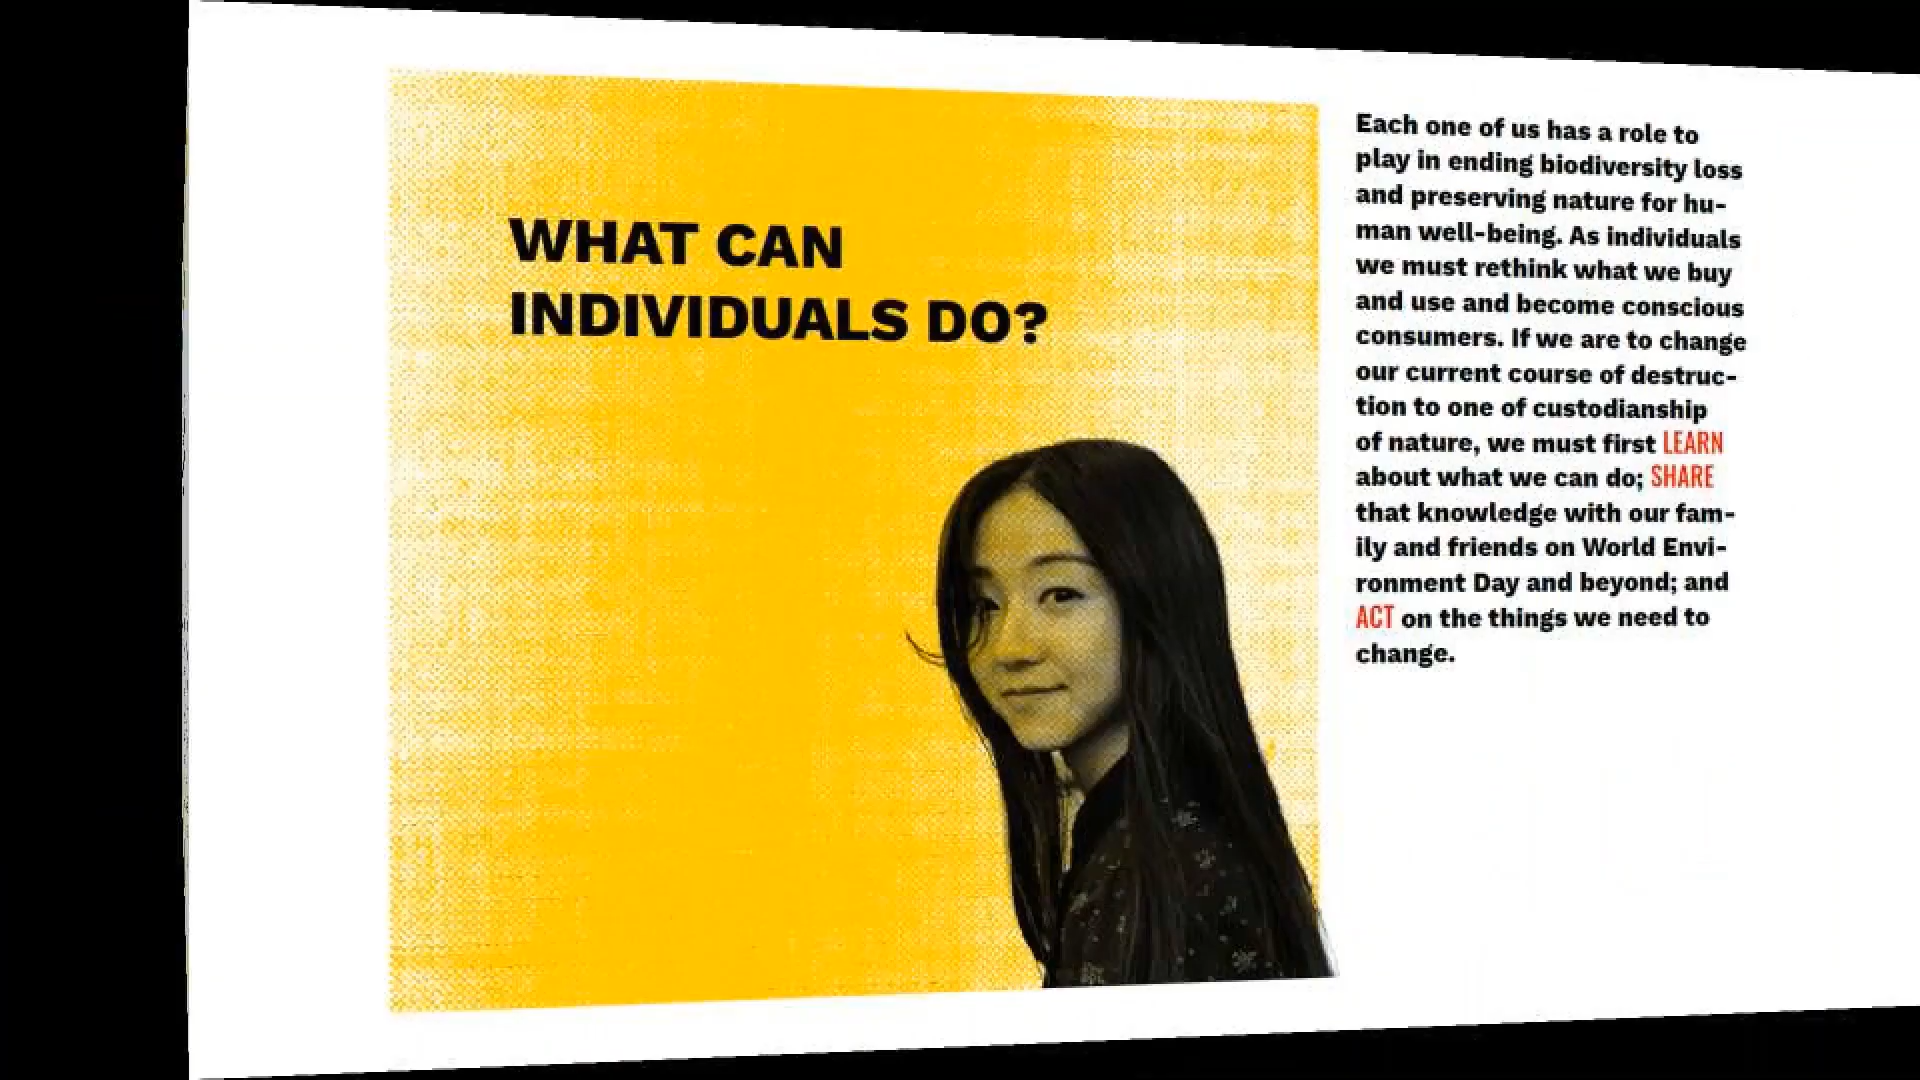 WHAT CAN
INDIVIDUALS DO?
Each one of us has a role to
play in ending biodiversity loss
and preserving nature for hu-
man well-being. As individuals
we must rethink what we buy
and use and become conscious
consumers. If we are to change
our current course of destruc-
tion to one of custodianship
of nature, we must first LEARN
about what we can do; SHARE
that knowledge with our fam-
ily and friends on World Envi-
ronment Day and beyond; and
ACT on the things we need to
change.